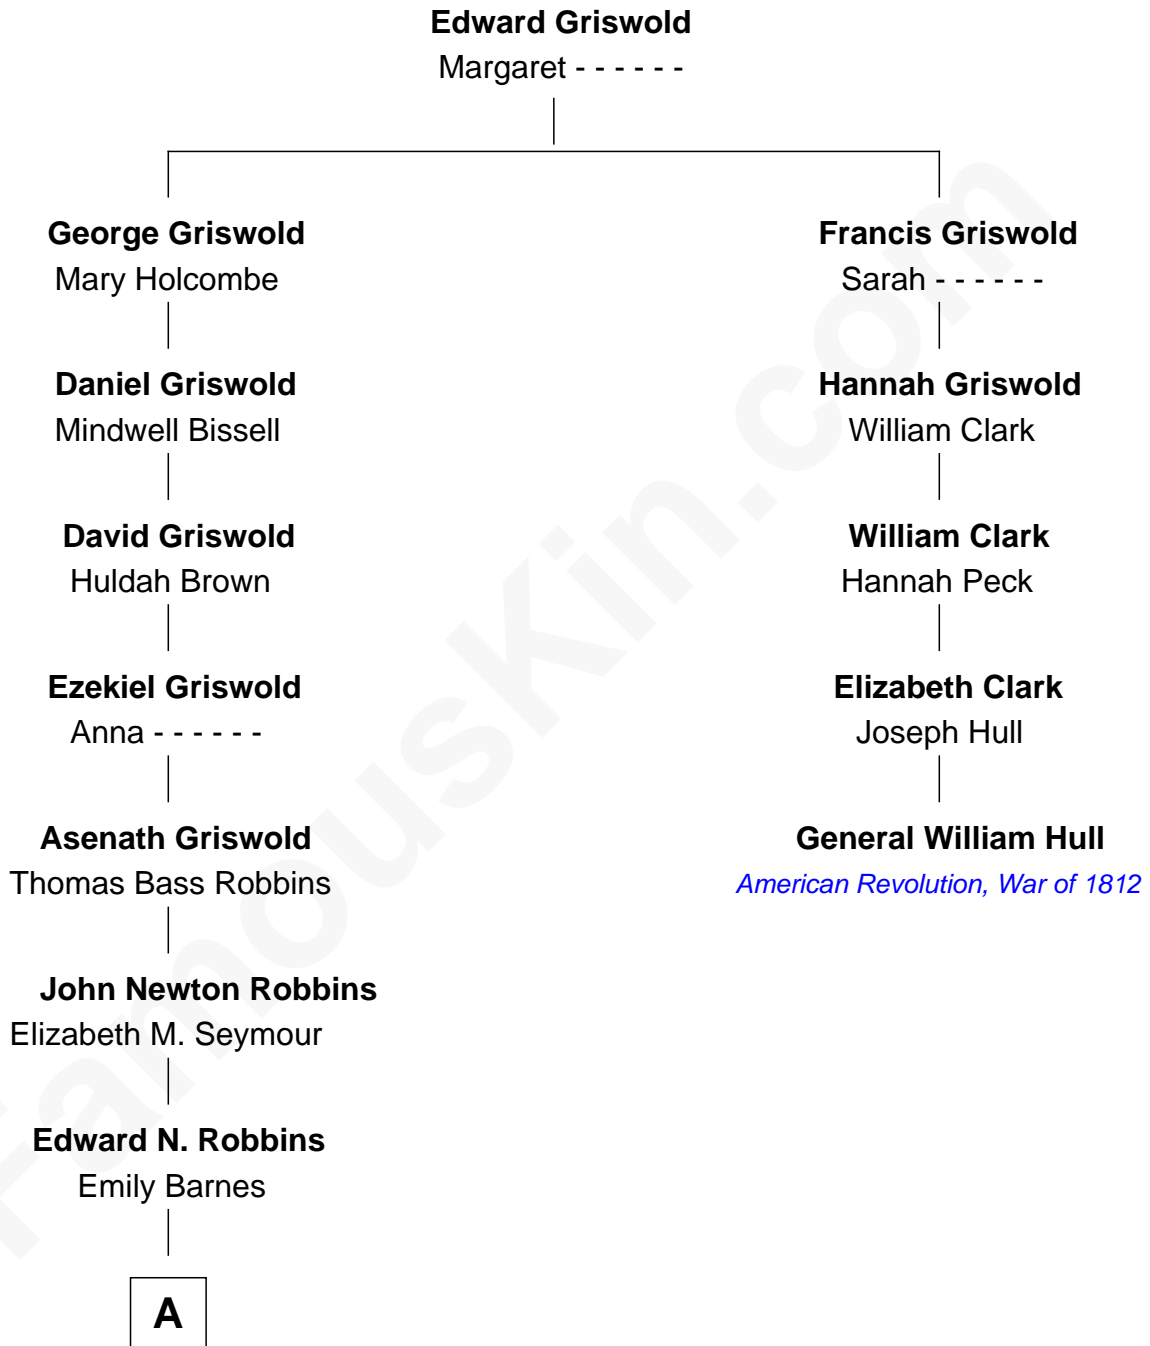 Edward Griswold
Margaret - - - - - -
George Griswold
Mary Holcombe
Francis Griswold
Sarah - - - - - -
Daniel Griswold
Mindwell Bissell
Hannah Griswold
William Clark
David Griswold
Huldah Brown
William Clark
Hannah Peck
Ezekiel Griswold
Anna - - - - - -
Elizabeth Clark
Joseph Hull
Asenath Griswold
Thomas Bass Robbins
General William Hull
American Revolution, War of 1812
John Newton Robbins
Elizabeth M. Seymour
Edward N. Robbins
Emily Barnes
A
FamousKin.com